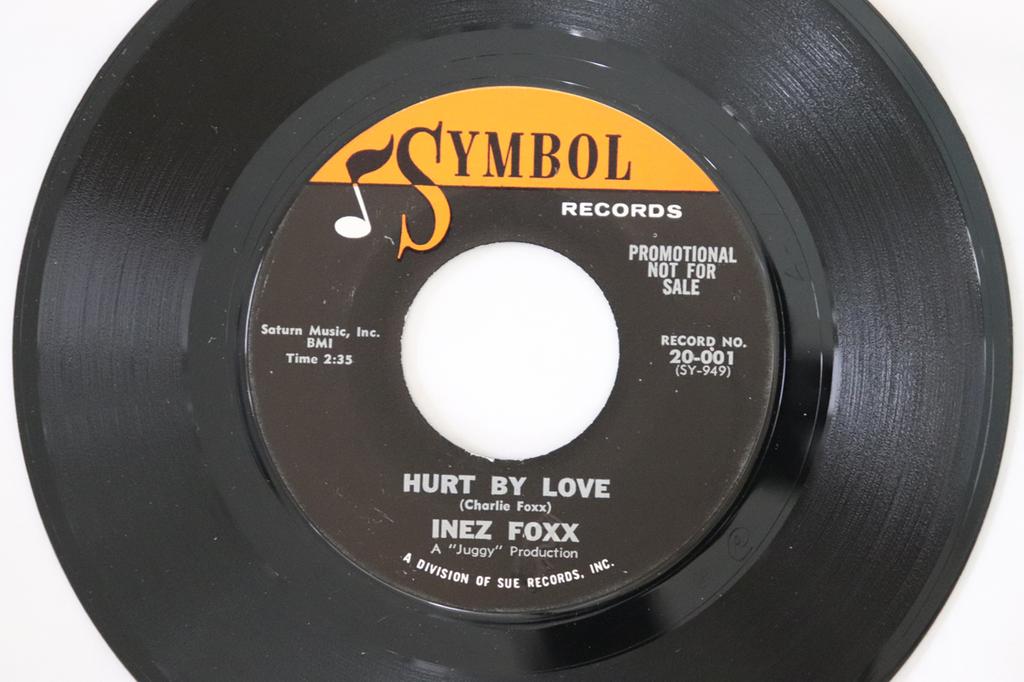 SYMBOL
RECORDS
PROMOTIONAL
NOT FOR
SALE
Saturn Music, Inc.
BMI
Time 2:35
RECORD NO.
20-001
(SY-949)
HURT BY LOVE
(Charlie Foxx)
INEZ FOXX
A "Juggy" Production
A DIVISION OF SUE RECORDS, INC.